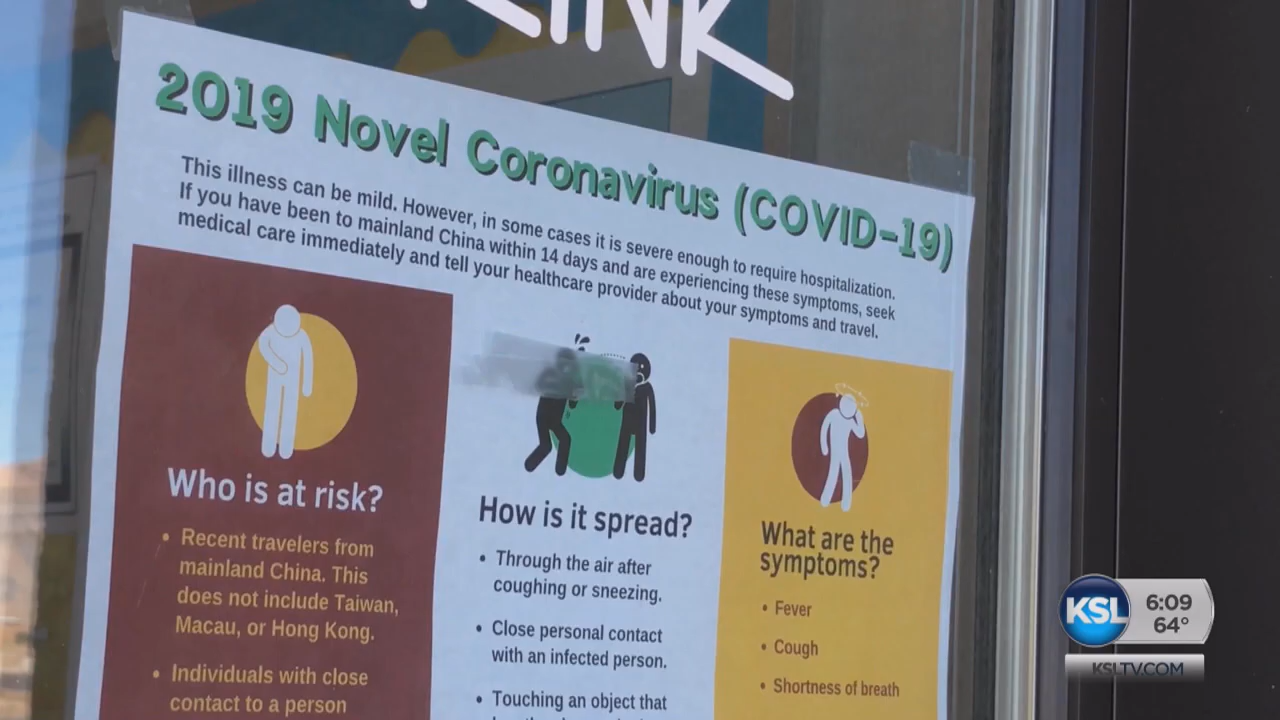 2019 Novel Coronavirus (COVID-19)
This illness can be mild. However, in some cases it is severe enough to require hospitalization.
If you have been to mainland China within 14 days and are experiencing these symptoms, seek
medical care immediately and tell your healthcare provider about your symptoms and travel.
Who is at risk?
• Recent travelers from
mainland China. This
does not include Taiwan,
Macau, or Hong Kong.
• Individuals with close
contact to a person
How is it spread?
• Through the air after
coughing or sneezing.
• Close personal contact
with an infected person.
• Touching an object that
What are the
symptoms?
• Fever
• Cough
• Shortness of breath
KSL
6:09
64°
KSLTV.COM